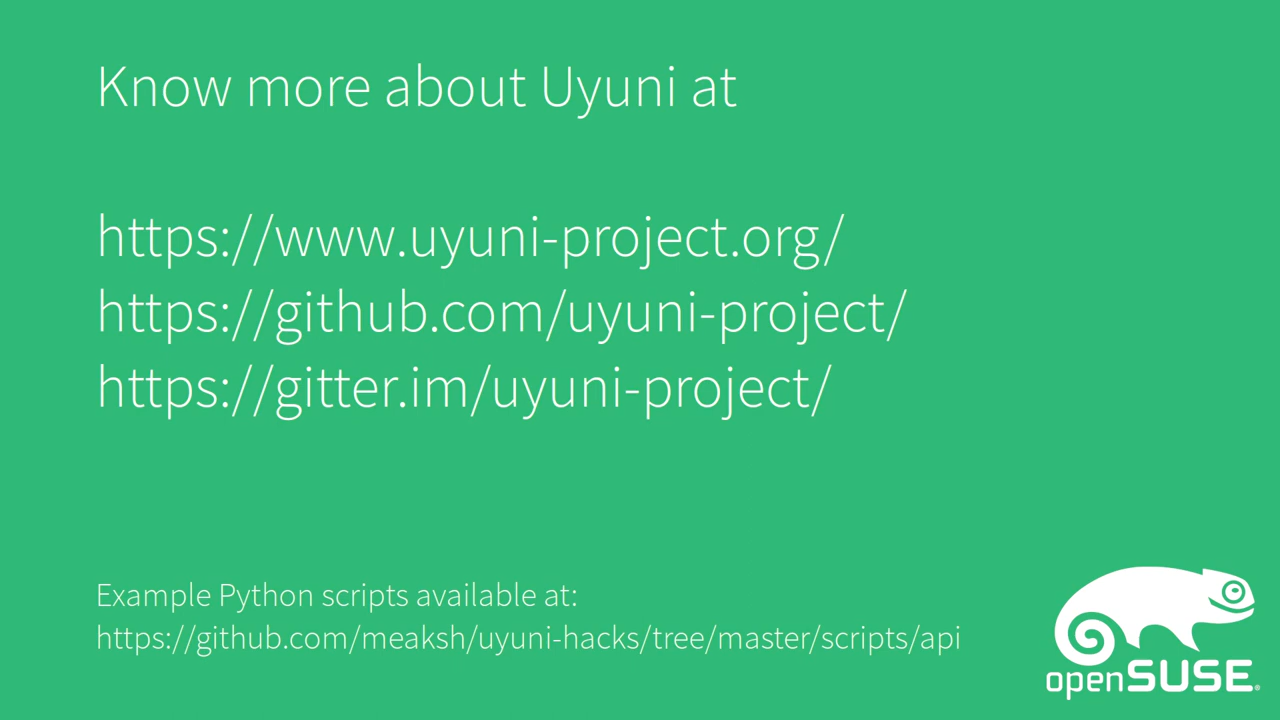 Know more about Uyuni at
https://www.uyuni-project.org/
https://github.com/uyuni-project/
https://gitter.im/uyuni-project/
Example Python scripts available at:
https://github.com/meaksh/uyuni-hacks/tree/master/scripts/api
openSUSE®